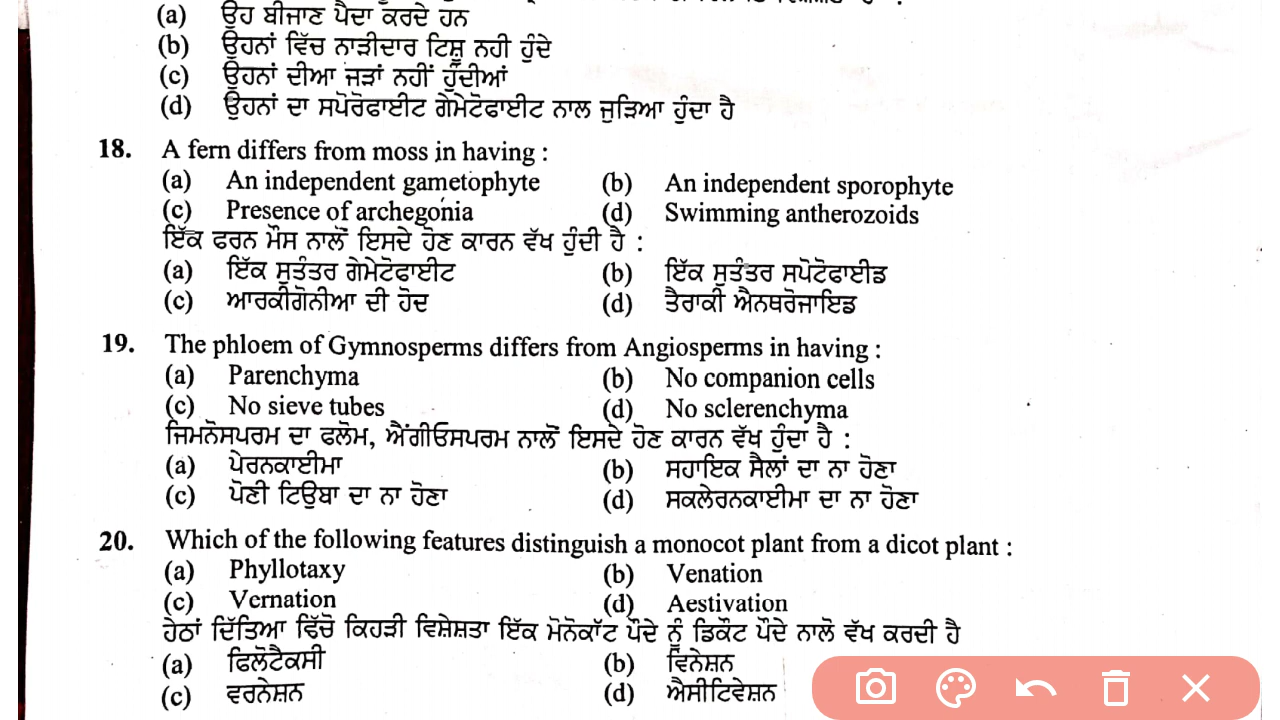 (a) ਉਹ ਬੀਜਾਣ ਪੈਦਾ ਕਰਦੇ ਹਨ
(b) ਉਹਨਾਂ ਵਿੱਚ ਨਾੜੀਦਾਰ ਟਿਸ਼ੂ ਨਹੀ ਹੁੰਦੇ
(c) ਉਹਨਾਂ ਦੀਆ ਜੜਾਂ ਨਹੀਂ ਹੁੰਦੀਆਂ
(d) ਉਹਨਾਂ ਦਾ ਸਪੋਰੋਫਾਈਟ ਗੇਮੇਟੋਫਾਈਟ ਨਾਲ ਜੁੜਿਆ ਹੁੰਦਾ ਹੈ
18. A fern differs from moss in having :
(a) An independent gametophyte (b) An independent sporophyte
(c) Presence of archegonia (d) Swimming antherozoids
ਇੱਕ ਫਰਨ ਮੌਸ ਨਾਲੋਂ ਇਸਦੇ ਹੋਣ ਕਾਰਨ ਵੱਖ ਹੁੰਦੀ ਹੈ :
(a) ਇੱਕ ਸੁਤੰਤਰ ਗੇਮੇਟੋਫਾਈਟ (b) ਇੱਕ ਸੁਤੰਤਰ ਸਪੋਟੋਫਾਈਡ
(c) ਆਰਕੀਗੋਨੀਆ ਦੀ ਹੋਦ (d) ਤੈਰਾਕੀ ਐਨਥਰੋਜਾਇਡ
19. The phloem of Gymnosperms differs from Angiosperms in having :
(a) Parenchyma (b) No companion cells
(c) No sieve tubes (d) No sclerenchyma
ਜਿਮਨੋਸਪਰਮ ਦਾ ਫਲੋਮ, ਐਂਗੀਓਸਪਰਮ ਨਾਲੋਂ ਇਸਦੇ ਹੋਣ ਕਾਰਨ ਵੱਖ ਹੁੰਦਾ ਹੈ :
(a) ਪੇਰਨਕਾਈਮਾ (b) ਸਹਾਇਕ ਸੈਲਾਂ ਦਾ ਨਾ ਹੋਣਾ
(c) ਪੋਣੀ ਟਿਊਬਾ ਦਾ ਨਾ ਹੋਣਾ (d) ਸਕਲੇਰਨਕਾਈਮਾ ਦਾ ਨਾ ਹੋਣਾ
20. Which of the following features distinguish a monocot plant from a dicot plant :
(a) Phyllotaxy (b) Venation
(c) Vernation (d) Aestivation
ਹੇਠਾਂ ਦਿੱਤਿਆ ਵਿੱਚੋ ਕਿਹੜੀ ਵਿਸ਼ੇਸ਼ਤਾ ਇੱਕ ਮੋਨੋਕਾੱਟ ਪੌਦੇ ਨੂੰ ਡਿਕੌਟ ਪੌਦੇ ਨਾਲੋ ਵੱਖ ਕਰਦੀ ਹੈ
(a) ਫਿਲੋਟੈਕਸੀ (b) ਵਿਨੇਸ਼ਨ
(c) ਵਰਨੇਸ਼ਨ (d) ਐਸੀਟਿਵੇਸ਼ਨ